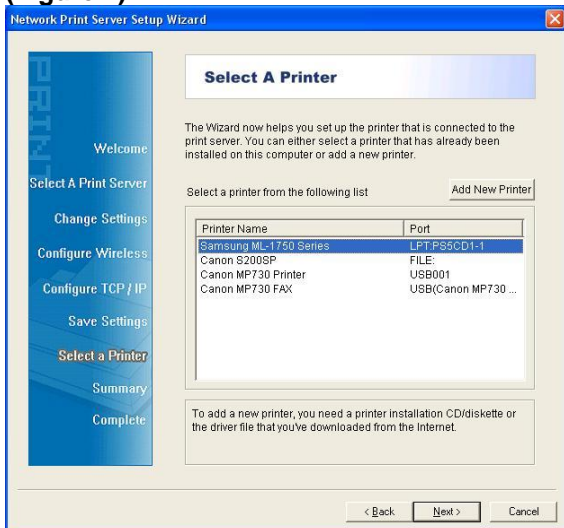 Network Print Server Setup Wizard
PRINT
Welcome
Select A Print Server
Change Settings
Configure Wireless
Configure TCP / IP
Save Settings
Select a Printer
Summary
Complete
Select A Printer
The Wizard now helps you set up the printer that is connected to the
print server. You can either select a printer that has already been
installed on this computer or add a new printer.
Select a printer from the following list
Add New Printer
Printer Name Port
Samsung ML-1750 Series LPT:PS5CD1-1
Canon S200SP FILE:
Canon MP730 Printer USB001
Canon MP730 FAX USB(Canon MP730 ...
To add a new printer, you need a printer installation CD/diskette or
the driver file that you've downloaded from the Internet.
< Back Next > Cancel